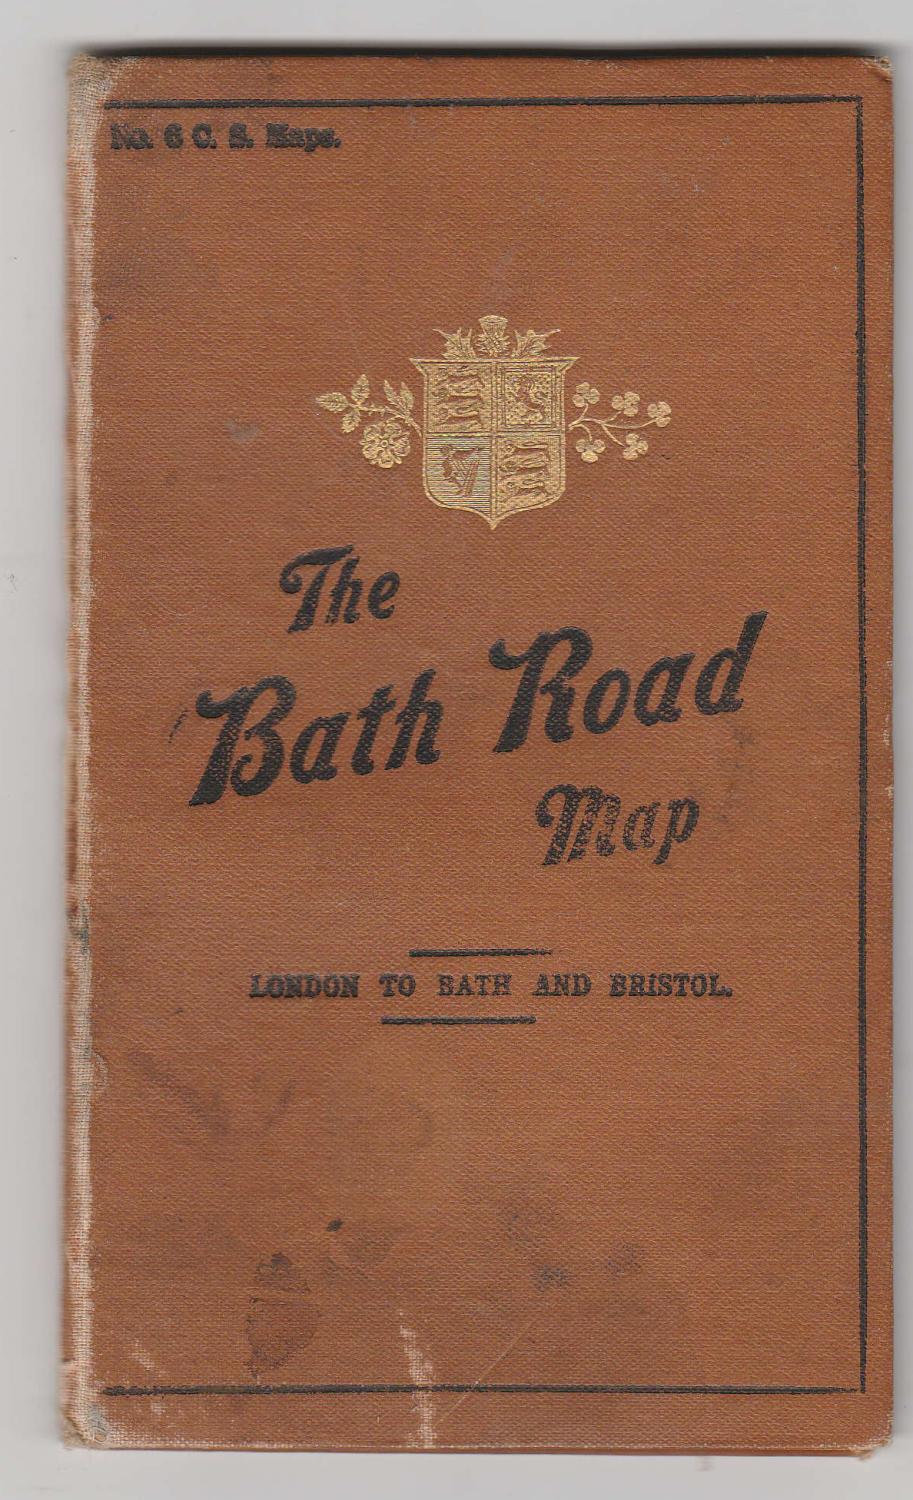 No. 6 C. S. Maps.
The
Bath Road
Map
LONDON TO BATH AND BRISTOL.